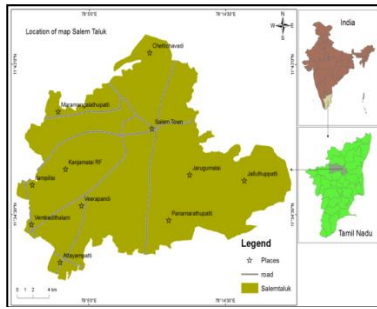 Location of map Salem Taluk
Chettichavadi
Maramangalathupatti
Salem Town
Kanjamalai RF
Jarugumalai
Jalluthuppatti
Veerapandi
Vembadithalam
Panamarathupatti
Attayampatti
Legend
Places
road
Salemtaluk
0 1 2 4 Km
India
Tamil Nadu
N
W
E
S